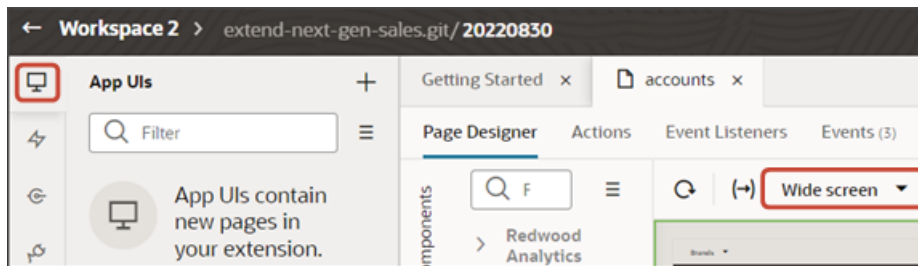 ← Workspace 2 > extend-next-gen-sales.git/20220830
App UIs +
Getting Started × accounts ×
Filter
Page Designer Actions Event Listeners Events (3)
App UIs contain
new pages in
your extension.
F
Wide screen
omponents
> Redwood
Analytics
Brands